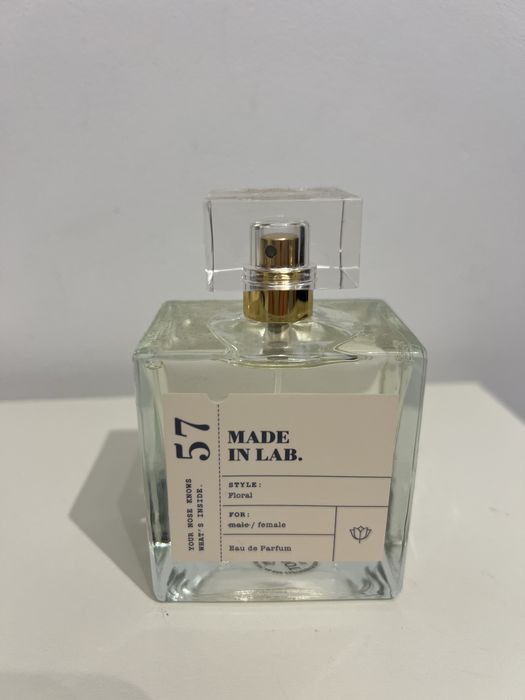 57
YOUR NOSE KNOWS
WHAT'S INSIDE.
MADE
IN LAB.
STYLE:
Floral
FOR:
male / female
Eau de Parfum